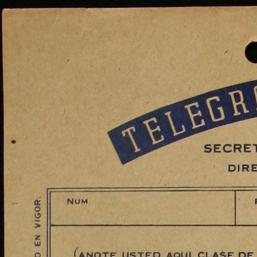 TELEGR
SECRET
DIRE
NUM
(ANOTE USTED AQUI CLASE DE
O EN VIGOR.